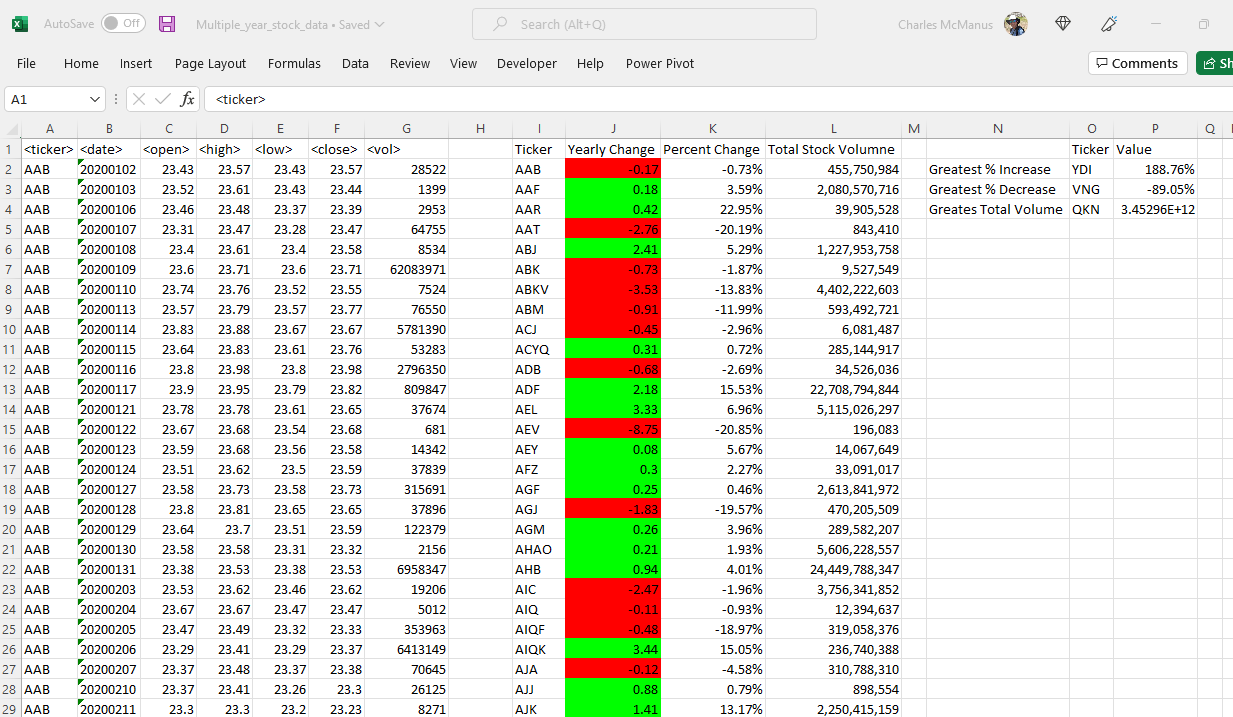 AutoSave Off Multiple_year_stock_data • Saved Search (Alt+Q) Charles McManus
File Home Insert Page Layout Formulas Data Review View Developer Help Power Pivot Comments Sh
A1 fx <ticker>
A B C D E F G H I J K L M N O P Q
1 <ticker> <date> <open> <high> <low> <close> <vol> Ticker Yearly Change Percent Change Total Stock Volumne Ticker Value
2 AAB 20200102 23.43 23.57 23.43 23.57 28522 AAB -0.17 -0.73% 455,750,984 Greatest % Increase YDI 188.76%
3 AAB 20200103 23.52 23.61 23.43 23.44 1399 AAF 0.18 3.59% 2,080,570,716 Greatest % Decrease VNG -89.05%
4 AAB 20200106 23.46 23.48 23.37 23.39 2953 AAR 0.42 22.95% 39,905,528 Greates Total Volume QKN 3.45296E+12
5 AAB 20200107 23.31 23.47 23.28 23.47 64755 AAT -2.76 -20.19% 843,410
6 AAB 20200108 23.4 23.61 23.4 23.58 8534 ABJ 2.41 5.29% 1,227,953,758
7 AAB 20200109 23.6 23.71 23.6 23.71 62083971 ABK -0.73 -1.87% 9,527,549
8 AAB 20200110 23.74 23.76 23.52 23.55 7524 ABKV -3.53 -13.83% 4,402,222,603
9 AAB 20200113 23.57 23.79 23.57 23.77 76550 ABM -0.91 -11.99% 593,492,721
10 AAB 20200114 23.83 23.88 23.67 23.67 5781390 ACJ -0.45 -2.96% 6,081,487
11 AAB 20200115 23.64 23.83 23.61 23.76 53283 ACYQ 0.31 0.72% 285,144,917
12 AAB 20200116 23.8 23.98 23.8 23.98 2796350 ADB -0.68 -2.69% 34,526,036
13 AAB 20200117 23.9 23.95 23.79 23.82 809847 ADF 2.18 15.53% 22,708,794,844
14 AAB 20200121 23.78 23.78 23.61 23.65 37674 AEL 3.33 6.96% 5,115,026,297
15 AAB 20200122 23.67 23.68 23.54 23.68 681 AEV -8.75 -20.85% 196,083
16 AAB 20200123 23.59 23.68 23.56 23.58 14342 AEY 0.08 5.67% 14,067,649
17 AAB 20200124 23.51 23.62 23.5 23.59 37839 AFZ 0.3 2.27% 33,091,017
18 AAB 20200127 23.58 23.73 23.58 23.73 315691 AGF 0.25 0.46% 2,613,841,972
19 AAB 20200128 23.8 23.81 23.65 23.65 37896 AGJ -1.83 -19.57% 470,205,509
20 AAB 20200129 23.64 23.7 23.51 23.59 122379 AGM 0.26 3.96% 289,582,207
21 AAB 20200130 23.58 23.58 23.31 23.32 2156 AHAO 0.21 1.93% 5,606,228,557
22 AAB 20200131 23.38 23.53 23.38 23.53 6958347 AHB 0.94 4.01% 24,449,788,347
23 AAB 20200203 23.53 23.62 23.46 23.62 19206 AIC -2.47 -1.96% 3,756,341,852
24 AAB 20200204 23.67 23.67 23.47 23.47 5012 AIQ -0.11 -0.93% 12,394,637
25 AAB 20200205 23.47 23.49 23.32 23.33 353963 AIQF -0.48 -18.97% 319,058,376
26 AAB 20200206 23.29 23.41 23.29 23.37 6413149 AIQK 3.44 15.05% 236,740,388
27 AAB 20200207 23.37 23.48 23.37 23.38 70645 AJA -0.12 -4.58% 310,788,310
28 AAB 20200210 23.37 23.41 23.26 23.3 26125 AJJ 0.88 0.79% 898,554
29 AAB 20200211 23.3 23.3 23.2 23.23 8271 AJK 1.41 13.17% 2,250,415,159